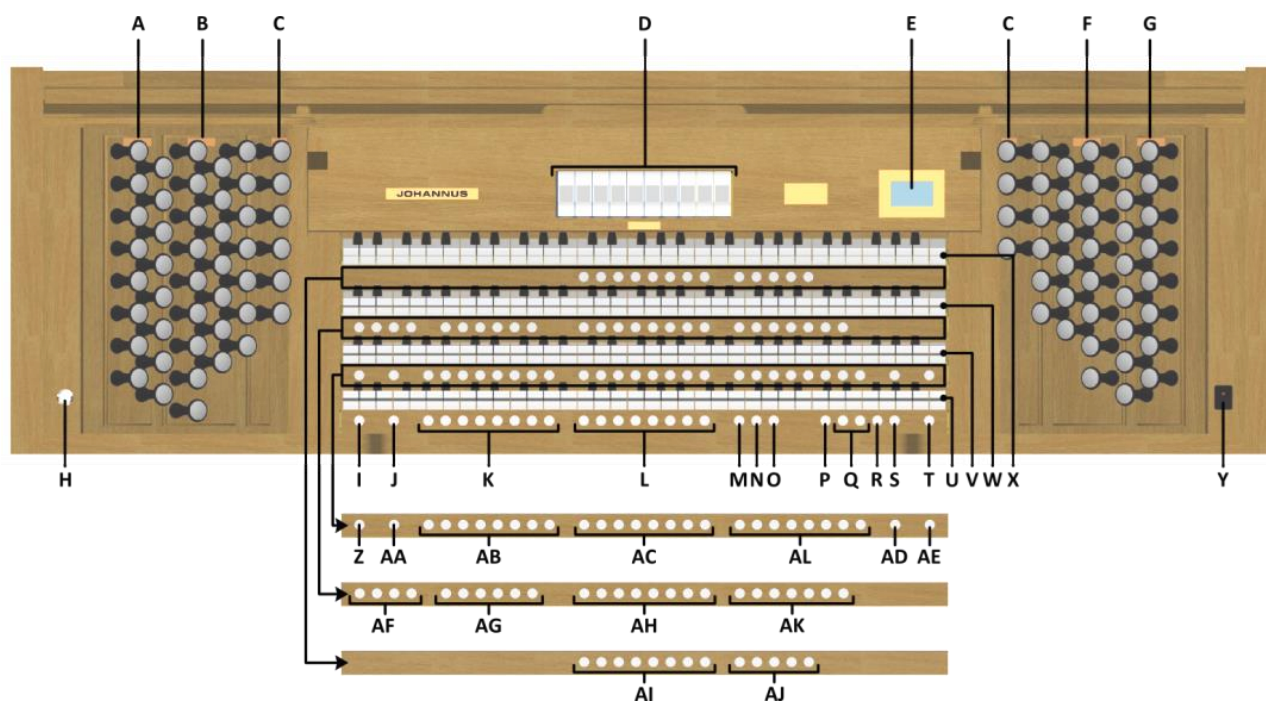 A B C D E C F G
JOHANNUS
H I J K L M N O P Q R S T U V W X Y
Z AA AB AC AL AD AE
AF AG AH AK
AI AJ